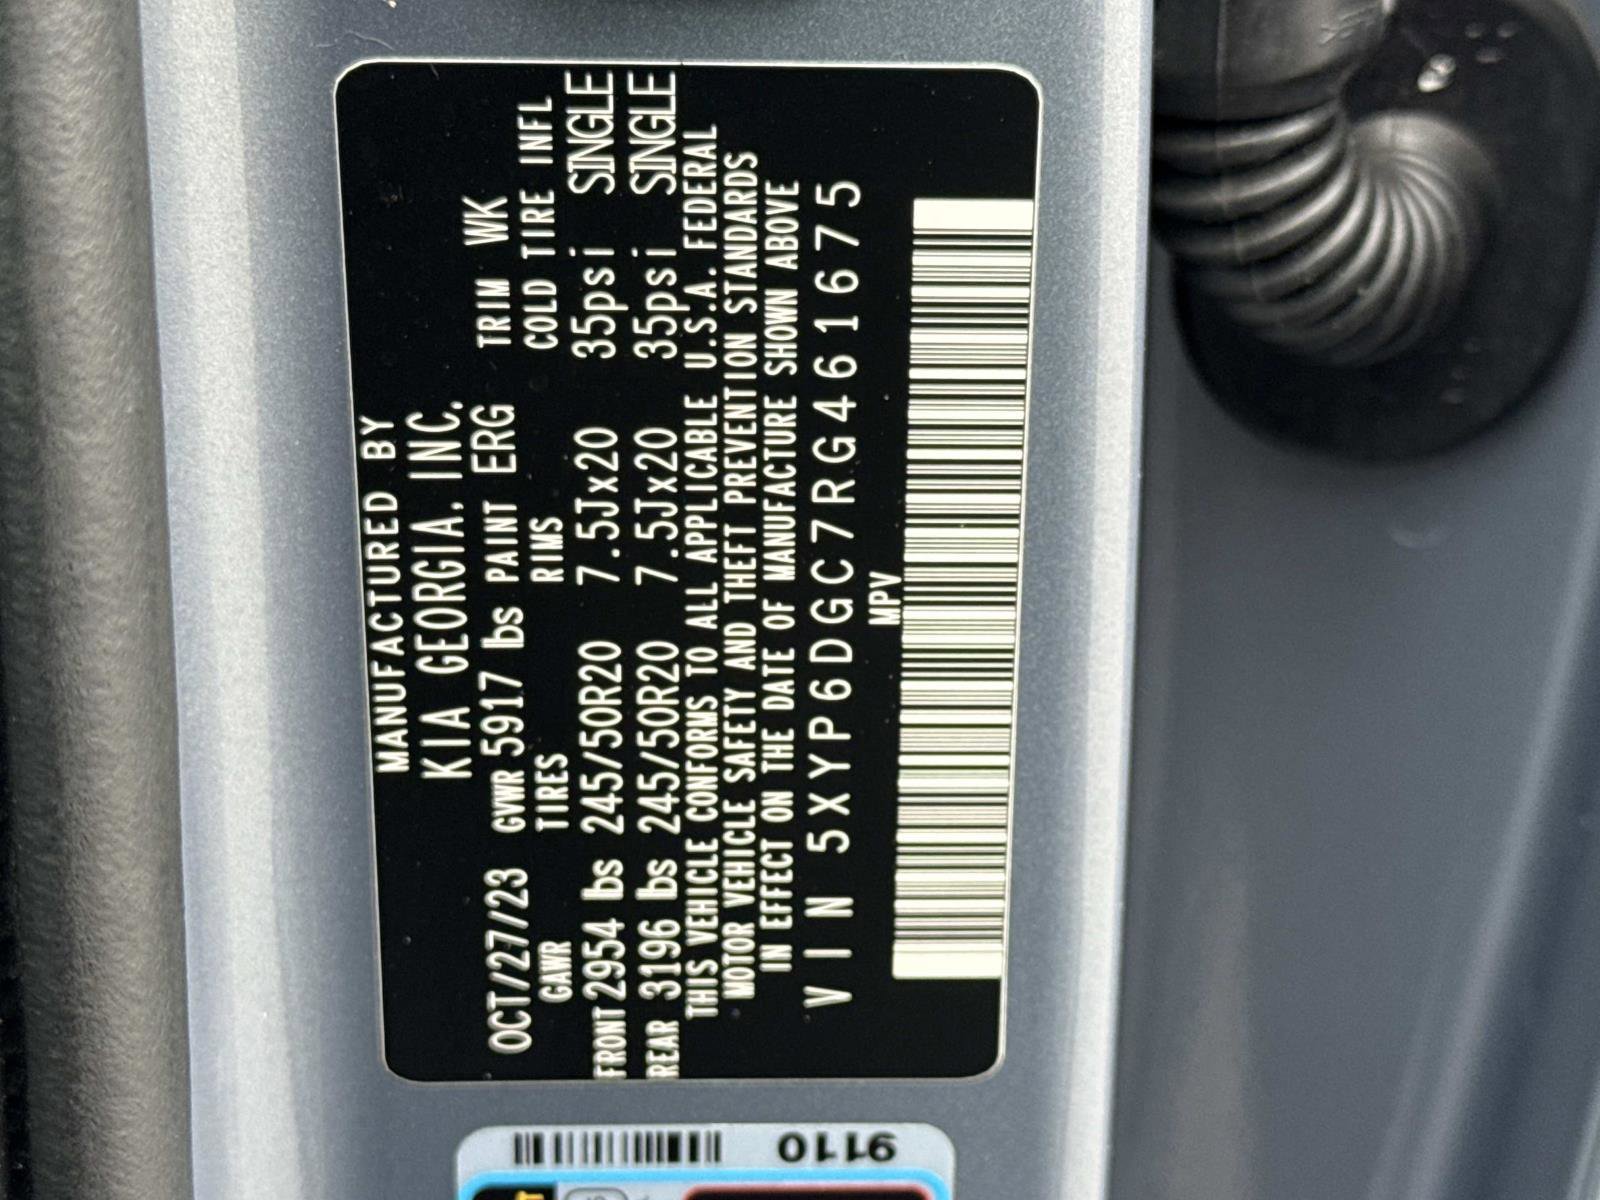 MANUFACTURED BY
KIA GEORGIA, INC.
OCT/27/23 GVWR 5917 lbs PAINT ERG TRIM WK
GAWR TIRES RIMS COLD TIRE INFL
FRONT 2954 lbs 245/50R20 7.5Jx20 35psi SINGLE
REAR 3196 lbs 245/50R20 7.5Jx20 35psi SINGLE
THIS VEHICLE CONFORMS TO ALL APPLICABLE U.S.A. FEDERAL
MOTOR VEHICLE SAFETY AND THEFT PREVENTION STANDARDS
IN EFFECT ON THE DATE OF MANUFACTURE SHOWN ABOVE
VIN 5XYP6DGC7RG461675
MPV
9110